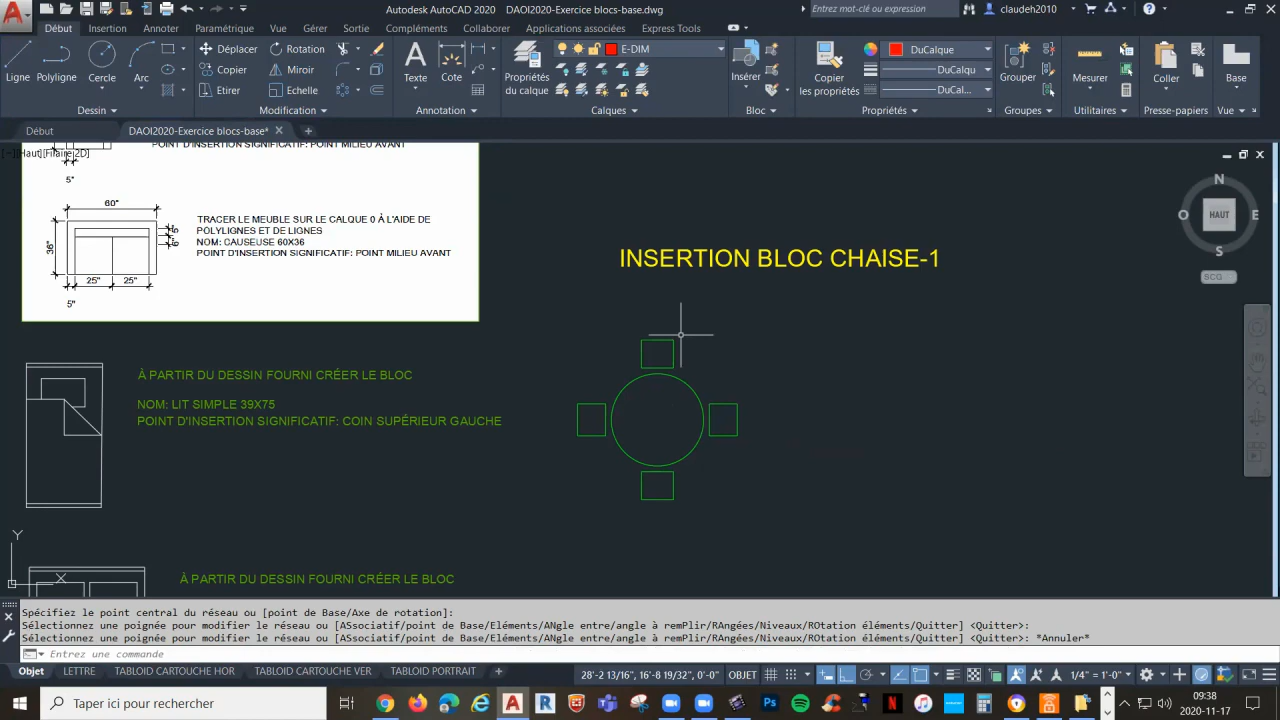 Autodesk AutoCAD 2020 DAOI2020-Exercice blocs-base.dwg
Entrez mot-clé ou expression
claudeh2010
Début Insertion Annoter Paramétrique Vue Gérer Sortie Compléments Collaborer Applications associées Express Tools
Ligne Polyligne Cercle Arc
Déplacer Rotation
Copier Miroir
Etirer Echelle
Texte Cote
Propriétés du calque
E-DIM
Insérer
Copier les propriétés
DuCalque
DuCalqu
DuCal...
Grouper Mesurer Coller Base
Dessin Modification Annotation Calques Bloc Propriétés Groupes Utilitaires Presse-papiers Vue
Début DAOI2020-Exercice blocs-base*
[−][Haut][Filaire 2D]
POINT D'INSERTION SIGNIFICATIF: POINT MILIEU AVANT
5"
60"
36"
5"
6"
25" 25"
5"
TRACER LE MEUBLE SUR LE CALQUE 0 À L'AIDE DE
POLYLIGNES ET DE LIGNES
NOM: CAUSEUSE 60X36
POINT D'INSERTION SIGNIFICATIF: POINT MILIEU AVANT
INSERTION BLOC CHAISE-1
N
O HAUT E
S
SCG
À PARTIR DU DESSIN FOURNI CRÉER LE BLOC
NOM: LIT SIMPLE 39X75
POINT D'INSERTION SIGNIFICATIF: COIN SUPÉRIEUR GAUCHE
Y
X
À PARTIR DU DESSIN FOURNI CRÉER LE BLOC
Spécifiez le point central du réseau ou [point de Base/Axe de rotation]:
Sélectionnez une poignée pour modifier le réseau ou [ASsociatif/point de Base/Eléments/ANgle entre/angle à remPlir/RAngées/Niveaux/ROtation éléments/Quitter] <Quitter>:
Sélectionnez une poignée pour modifier le réseau ou [ASsociatif/point de Base/Eléments/ANgle entre/angle à remPlir/RAngées/Niveaux/ROtation éléments/Quitter] <Quitter>: *Annuler*
Entrez une commande
Objet LETTRE TABLOID CARTOUCHE HOR TABLOID CARTOUCHE VER TABLOID PORTRAIT
28'-2 13/16", 16'-8 19/32", 0'-0" OBJET
1/4" = 1'-0"
Taper ici pour rechercher
09:38
2020-11-17